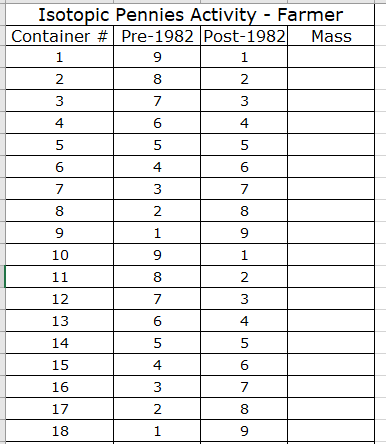 Isotopic Pennies Activity - Farmer
Container # Pre-1982 Post-1982 Mass
1 9 1
2 8 2
3 7 3
4 6 4
5 5 5
6 4 6
7 3 7
8 2 8
9 1 9
10 9 1
11 8 2
12 7 3
13 6 4
14 5 5
15 4 6
16 3 7
17 2 8
18 1 9